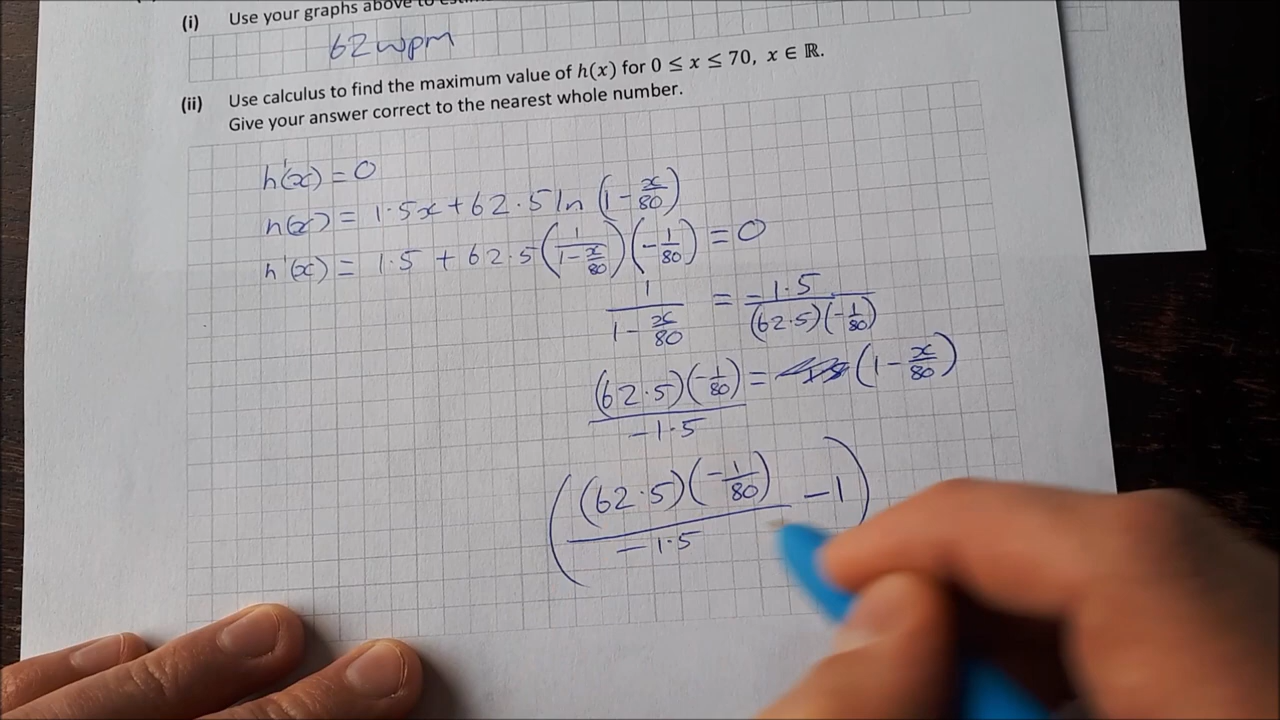 (i) Use your graphs above to
62 wpm
(ii) Use calculus to find the maximum value of h(x) for 0 ≤ x ≤ 70, x ∈ ℝ.
Give your answer correct to the nearest whole number.
h'(x) = 0
h(x) = 1·5x + 62·5 ln (1 - x/80)
h'(x) = 1·5 + 62·5 (1/(1 - x/80)) (-1/80) = 0
1/(1 - x/80) = -1·5/((62·5)(-1/80))
(62·5)(-1/80)/-1·5 = (1 - x/80)
((62·5)(-1/80)/-1·5 - 1)